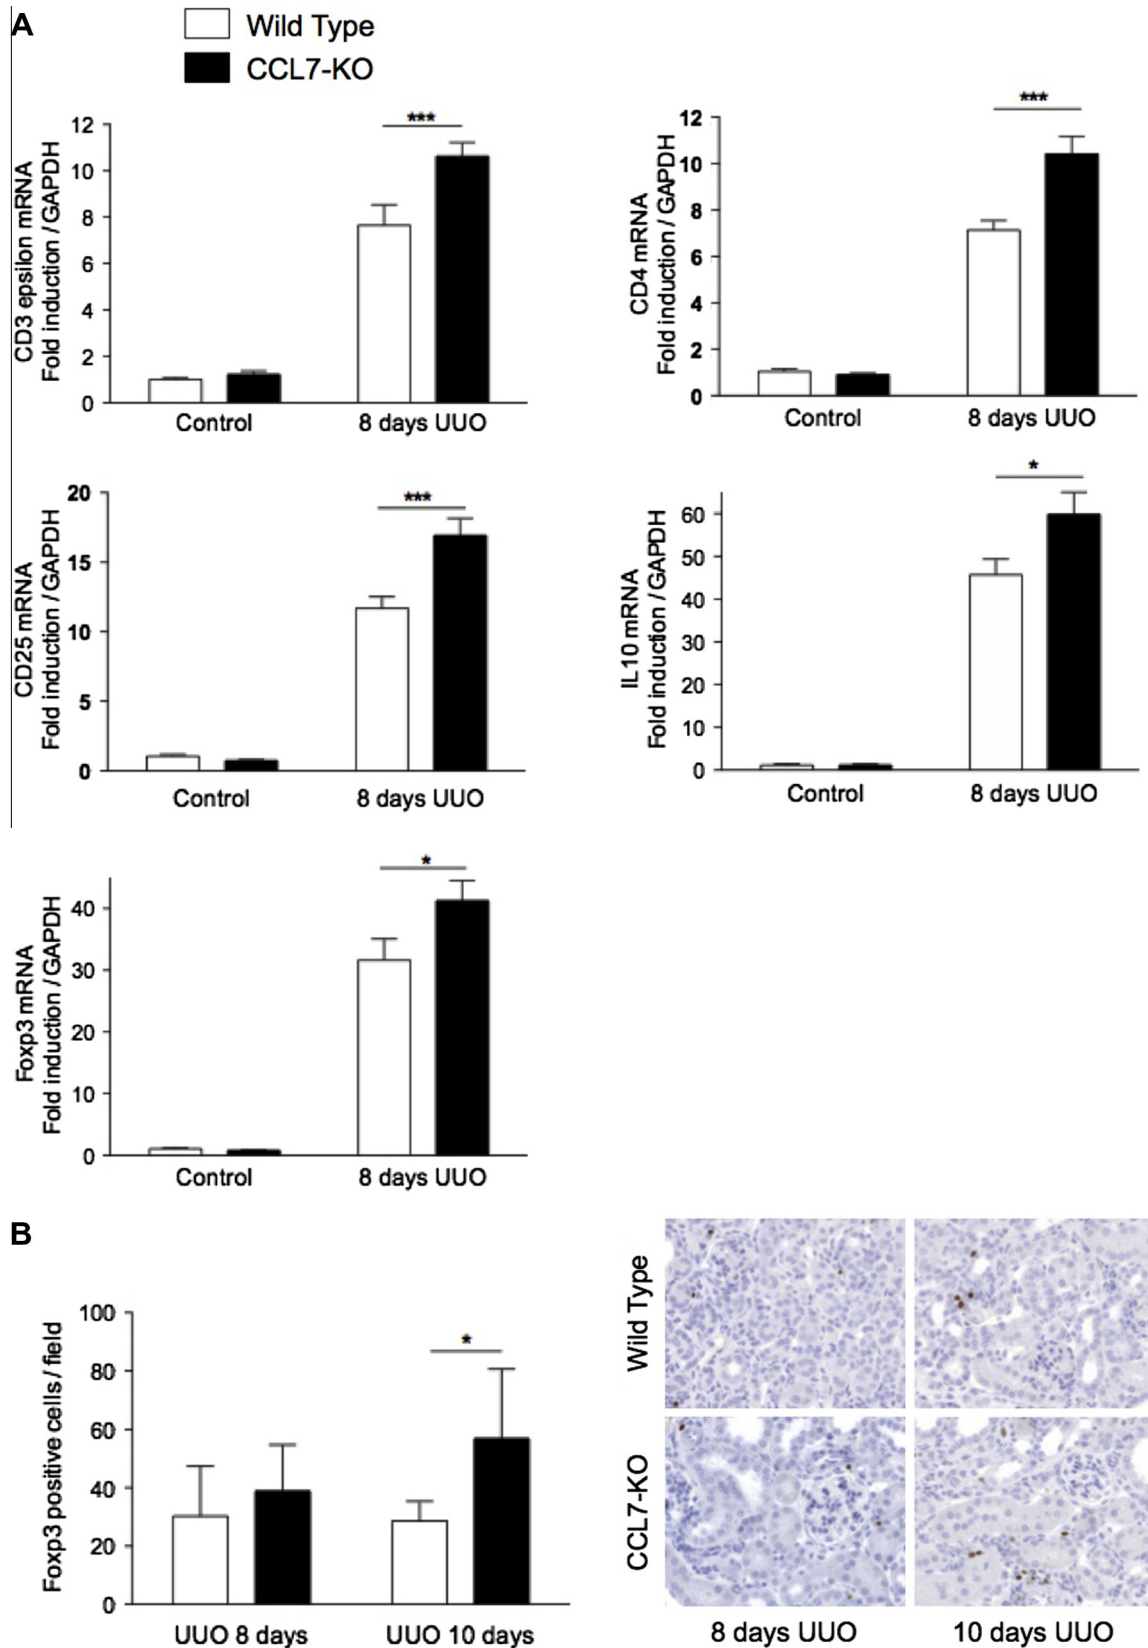 A
Wild Type
CCL7-KO
***
12
10
8
6
4
2
0
CD3 epsilon mRNA
Fold induction / GAPDH
Control
8 days UUO
***
12
10
8
6
4
2
0
CD4 mRNA
Fold induction / GAPDH
Control
8 days UUO
***
20
15
10
5
0
CD25 mRNA
Fold induction / GAPDH
Control
8 days UUO
*
60
50
40
30
20
10
0
IL10 mRNA
Fold induction / GAPDH
Control
8 days UUO
*
40
30
20
10
0
Foxp3 mRNA
Fold induction / GAPDH
Control
8 days UUO
B
*
100
80
60
40
20
0
Foxp3 positive cells / field
UUO 8 days
UUO 10 days
Wild Type
CCL7-KO
8 days UUO
10 days UUO